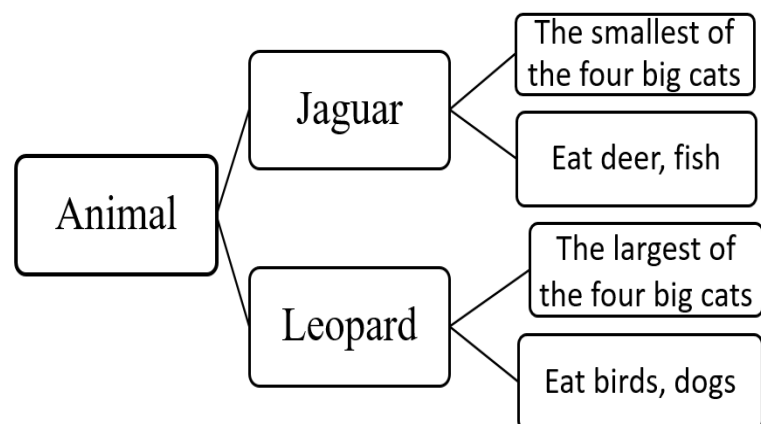 Animal
Jaguar
The smallest of
the four big cats
Eat deer, fish
Leopard
The largest of
the four big cats
Eat birds, dogs